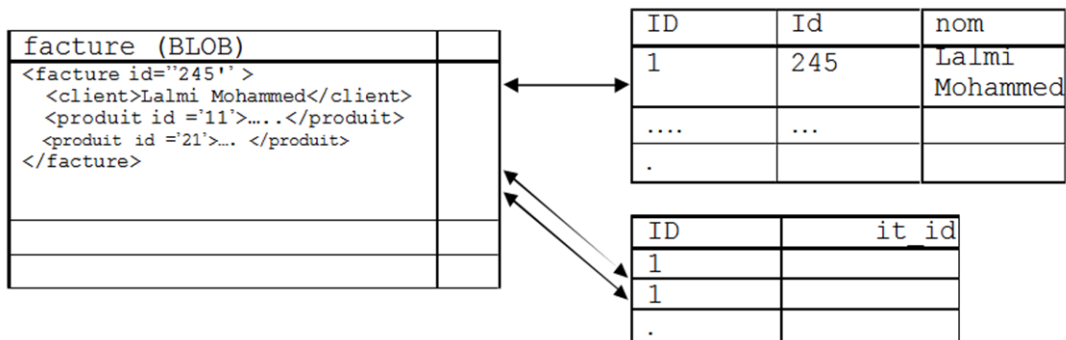 facture (BLOB)
<facture id="245'' >
<client>Lalmi Mohammed</client>
<produit id ='11'>…..</produit>
<produit id ='21'>…. </produit>
</facture>
ID Id nom
1 245 Lalmi Mohammed
.... ...
.
ID it_id
1
1
.